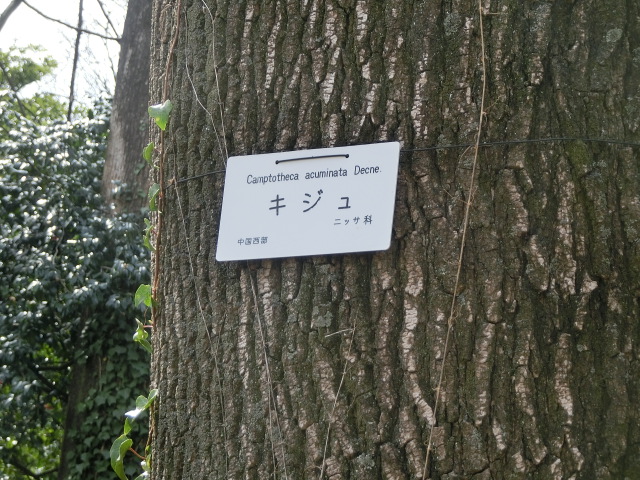 Camptotheca acuminata Decne.
キジュ
ニッサ科
中国西部